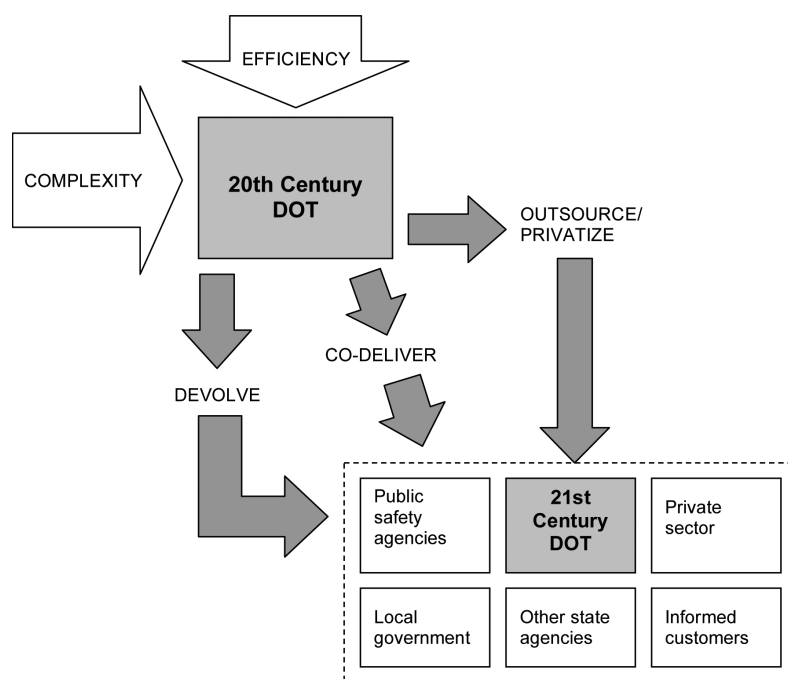 EFFICIENCY
COMPLEXITY
20th Century
DOT
OUTSOURCE/
PRIVATIZE
CO-DELIVER
DEVOLVE
Public
safety
agencies
21st
Century
DOT
Private
sector
Local
government
Other state
agencies
Informed
customers